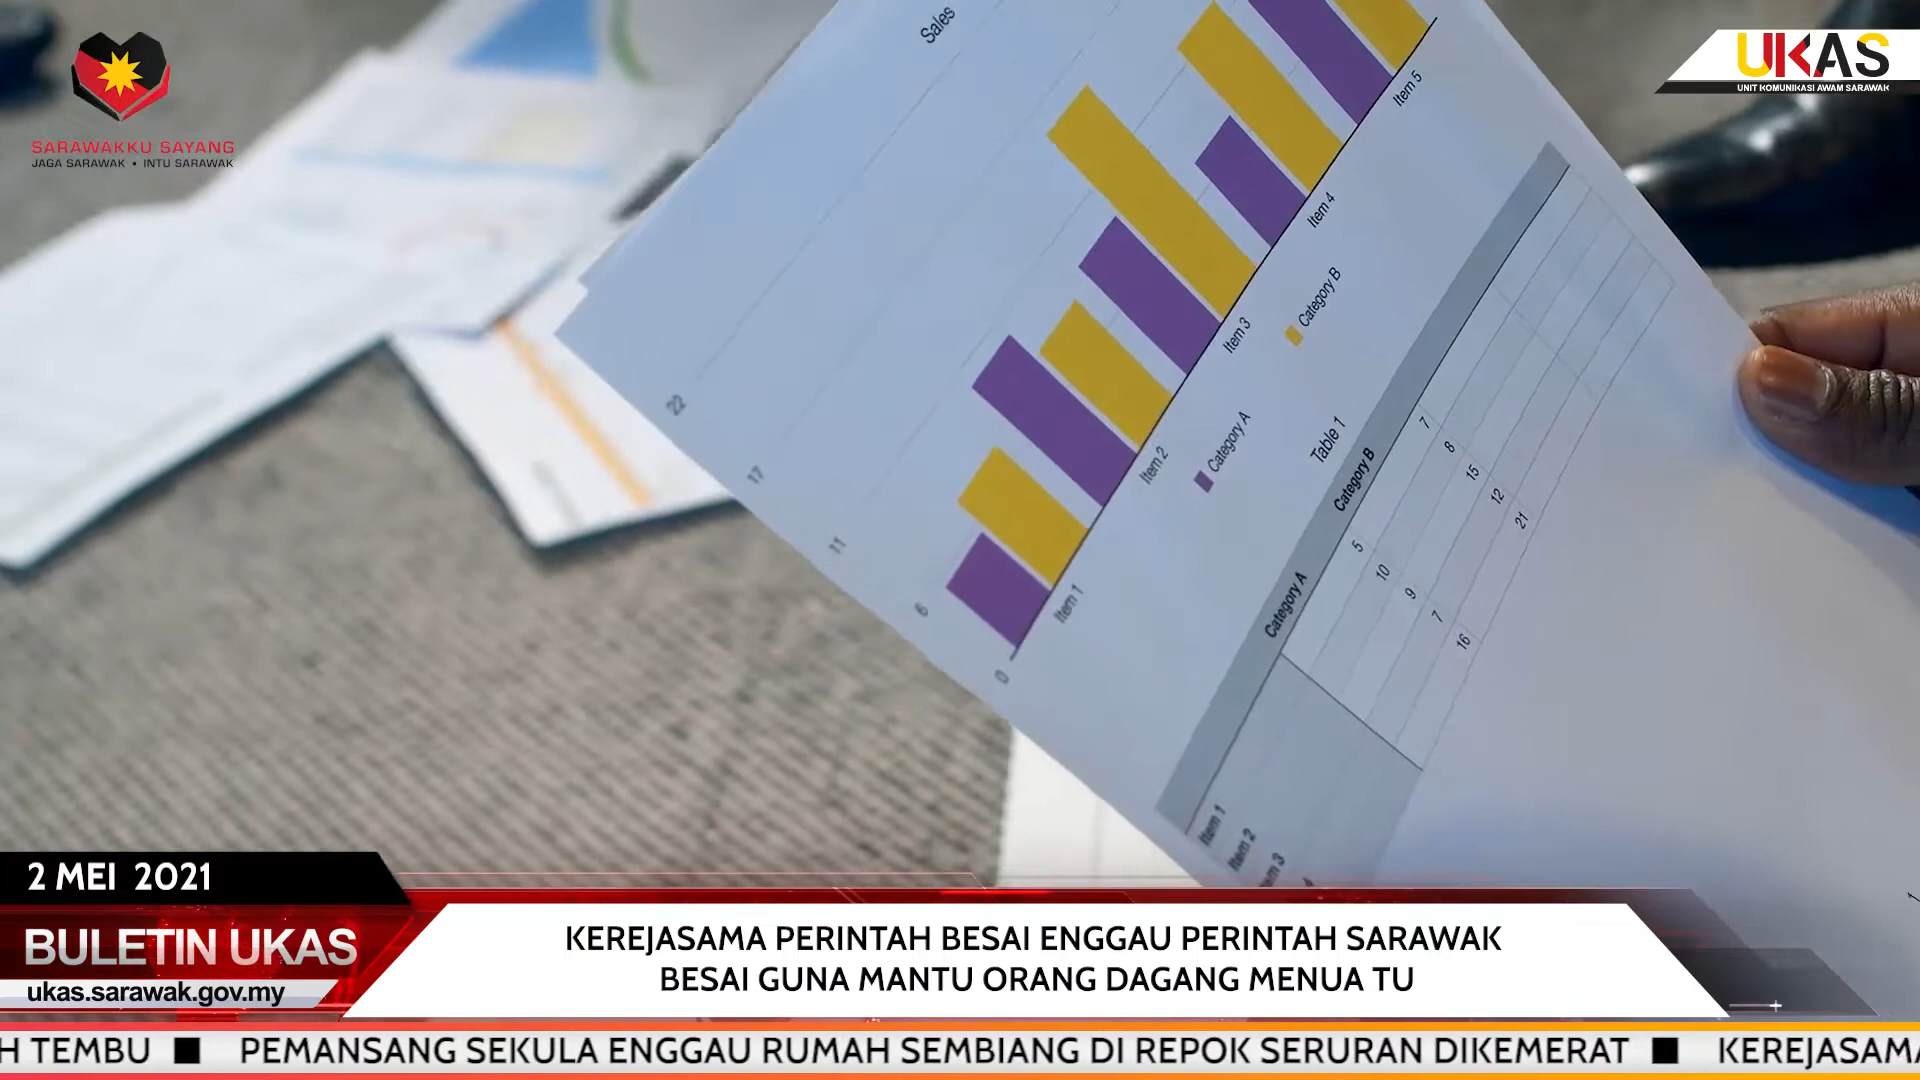 SARAWAKKU SAYANG
JAGA SARAWAK • INTU SARAWAK
UKAS
UNIT KOMUNIKASI AWAM SARAWAK
Sales
22
17
11
6
0
Item 1
Item 2
Item 3
Item 4
Item 5
Category A
Category B
Table 1
Category A
Category B
Item 1
5
7
Item 2
10
8
Item 3
9
15
4
7
12
16
21
2 MEI 2021
BULETIN UKAS
ukas.sarawak.gov.my
KEREJASAMA PERINTAH BESAI ENGGAU PERINTAH SARAWAK
BESAI GUNA MANTU ORANG DAGANG MENUA TU
H TEMBU ■ PEMANSANG SEKULA ENGGAU RUMAH SEMBIANG DI REPOK SERURAN DIKEMERAT ■ KEREJASAMA